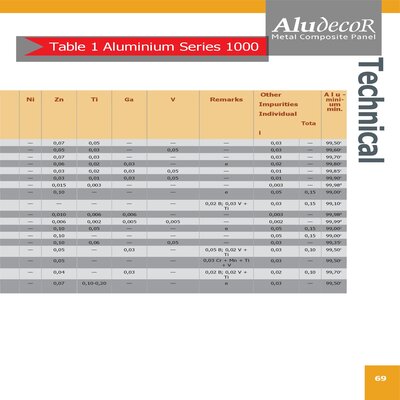 AludecoR
Metal Composite Panel
Table 1 Aluminium Series 1000
Technical
Ni Zn Ti Ga V Remarks Other Impurities Individual Total Alu-mini-um min.
— 0,07 0,05 — — — 0,03 — 99,60
— 0,05 0,03 — 0,05 — 0,03 — 99,60
— 0,07 0,03 — — — 0,03 — 99,70
— 0,06 0,02 0,03 — e 0,02 — 99,80
— 0,03 0,02 0,03 0,05 — 0,01 — 99,85
— 0,03 0,01 0,03 0,05 — 0,01 — 99,90
— 0,015 0,003 — — — 0,003 — 99,98
— 0,10 — — — e 0,05 0,15 99,00
— — — — — 0,02 B; 0,03 V + Ti 0,03 0,15 99,10
— 0,010 0,006 0,006 — — 0,003 — 99,98
— 0,006 0,002 0,005 0,005 — 0,002 — 99,99
— 0,10 0,05 — — e 0,05 0,15 99,00
— 0,10 — — — — 0,05 0,15 99,00
— 0,10 0,06 — 0,05 — 0,03 — 99,35
— 0,05 — 0,03 — 0,05 B; 0,02 V + Ti 0,03 0,10 99,50
— 0,05 — — — 0,03 Cr + Mn + Ti + V 0,03 — 99,50
— 0,04 — 0,03 — 0,02 B; 0,02 V + Ti 0,02 0,10 99,70
— 0,07 0,10-0,20 — — e 0,03 — 99,50
69